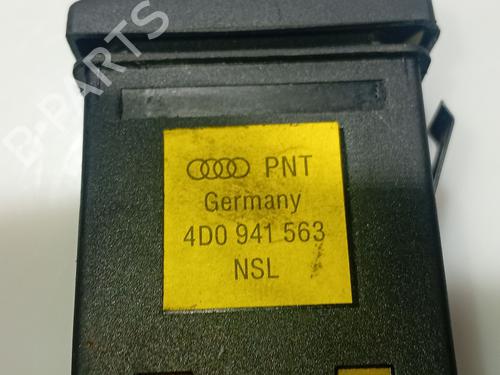 B-PARTS
PNT
Germany
4D0 941 563
NSL